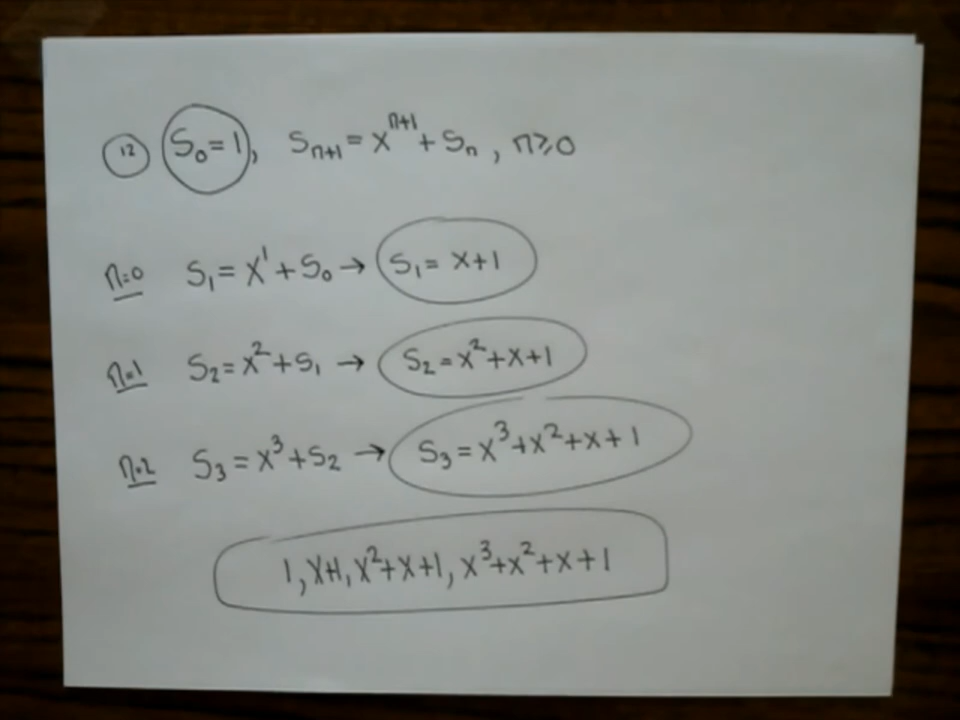 12 S₀ = 1, Sₙ₊₁ = xⁿ⁺¹ + Sₙ , n ≥ 0
n=0 S₁ = x¹ + S₀ → S₁ = x+1
n=1 S₂ = x² + S₁ → S₂ = x²+x+1
n=2 S₃ = x³ + S₂ → S₃ = x³+x²+x+1
1, x+1, x²+x+1, x³+x²+x+1